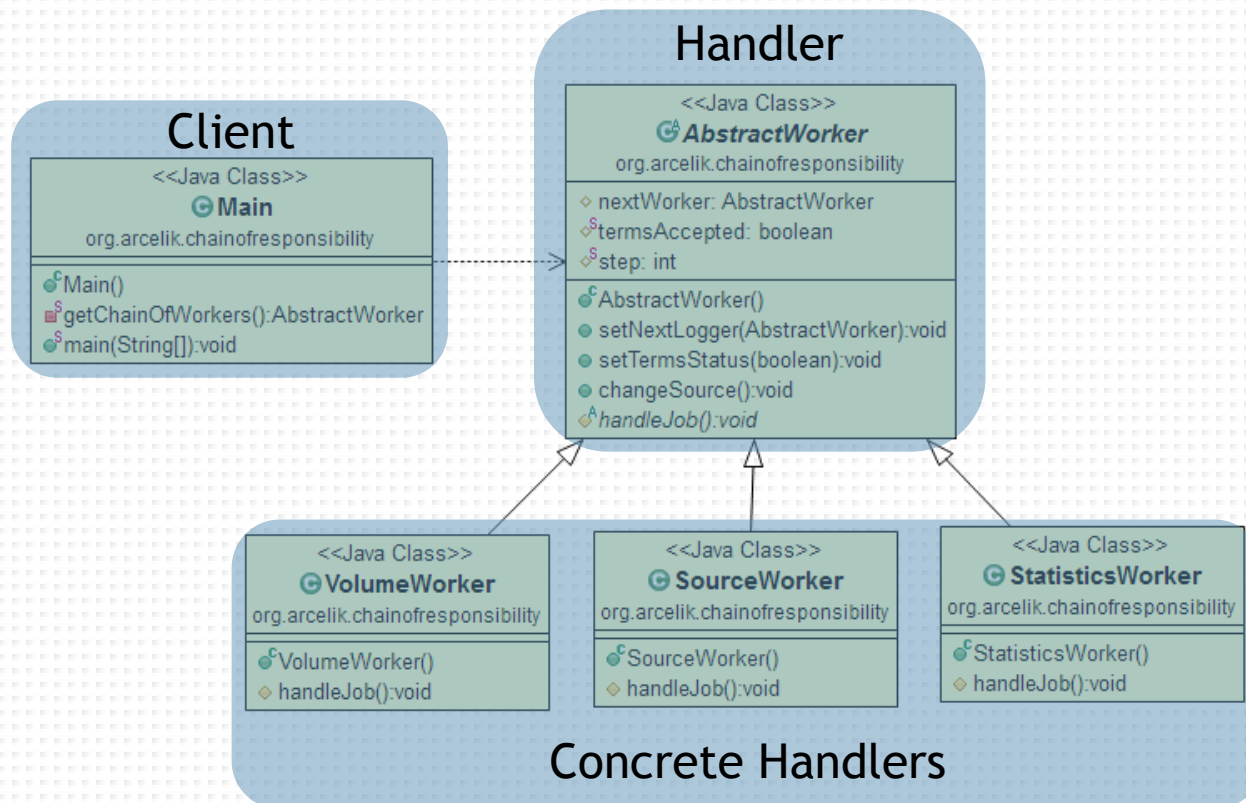 Handler
<<Java Class>>
AbstractWorker
org.arcelik.chainofresponsibility
nextWorker: AbstractWorker
termsAccepted: boolean
step: int
AbstractWorker()
setNextLogger(AbstractWorker):void
setTermsStatus(boolean):void
changeSource():void
handleJob():void
Client
<<Java Class>>
Main
org.arcelik.chainofresponsibility
Main()
getChainOfWorkers():AbstractWorker
main(String[]):void
<<Java Class>>
VolumeWorker
org.arcelik.chainofresponsibility
VolumeWorker()
handleJob():void
<<Java Class>>
SourceWorker
org.arcelik.chainofresponsibility
SourceWorker()
handleJob():void
<<Java Class>>
StatisticsWorker
org.arcelik.chainofresponsibility
StatisticsWorker()
handleJob():void
Concrete Handlers